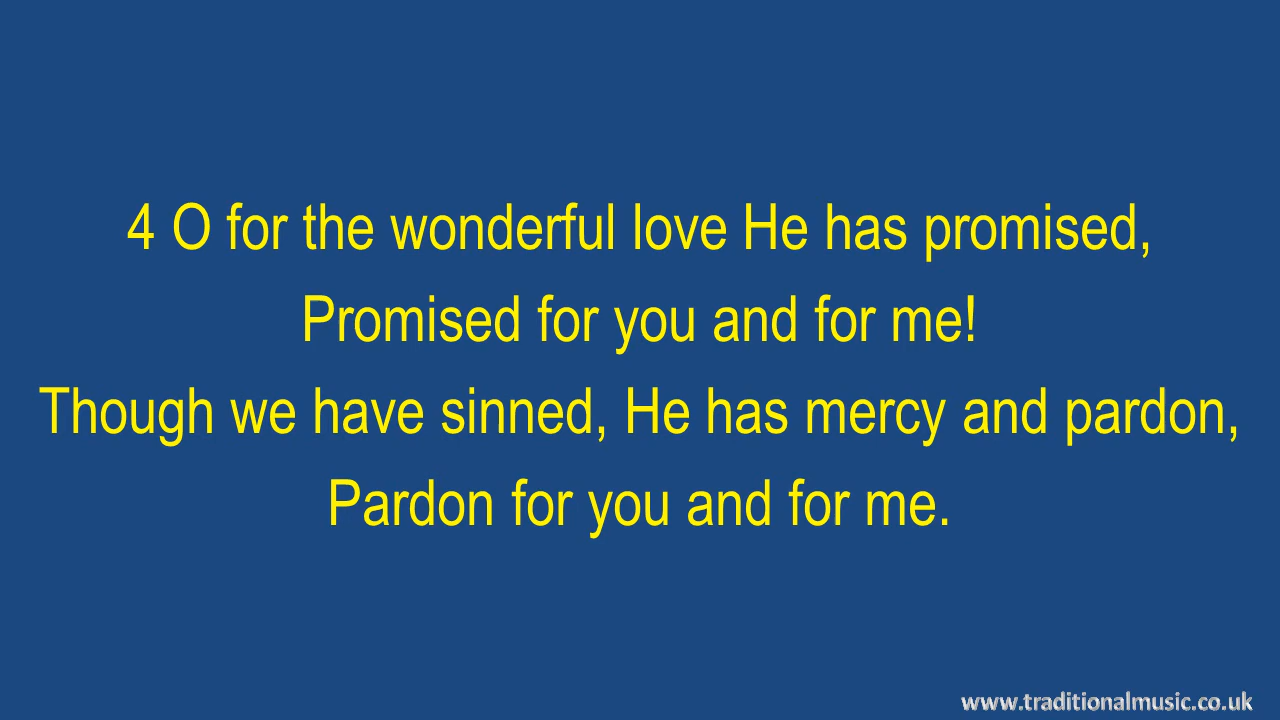 4 O for the wonderful love He has promised,
Promised for you and for me!
Though we have sinned, He has mercy and pardon,
Pardon for you and for me.
www.traditionalmusic.co.uk